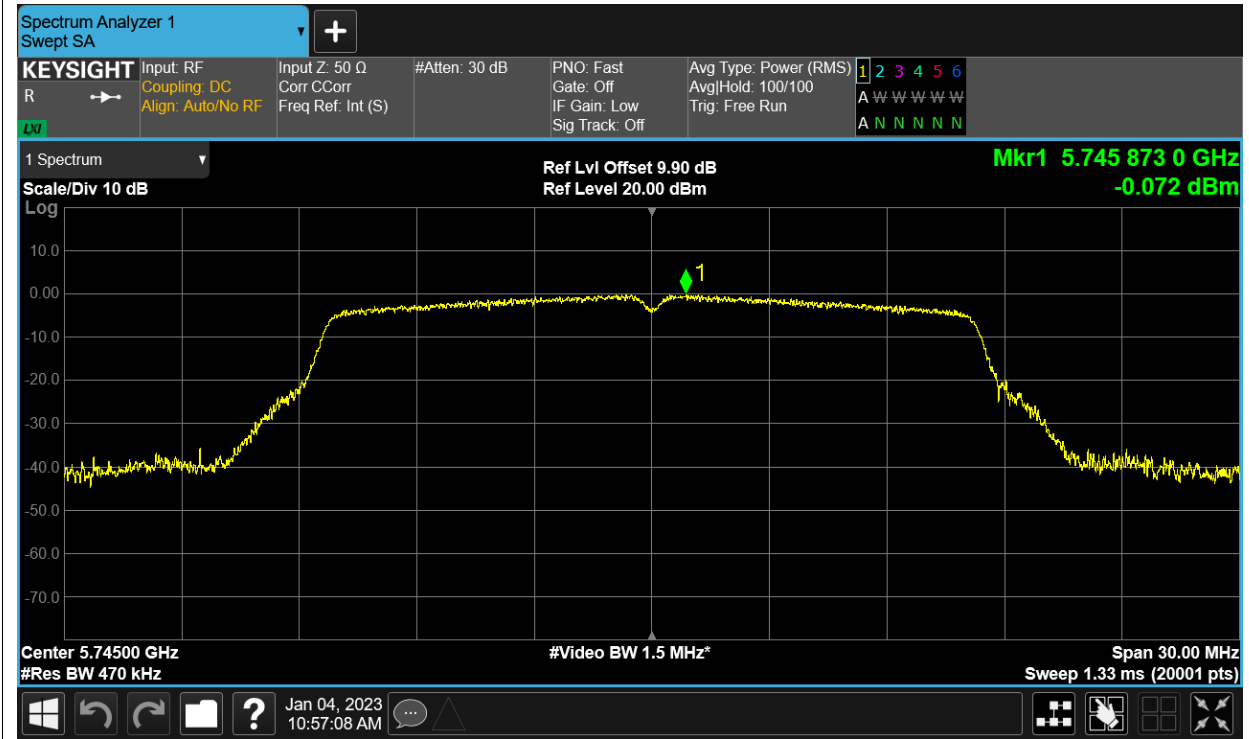 Spectrum Analyzer 1
Swept SA
KEYSIGHT
R
LXI
Input: RF
Coupling: DC
Align: Auto/No RF
Input Z: 50 Ω
Corr CCorr
Freq Ref: Int (S)
#Atten: 30 dB
PNO: Fast
Gate: Off
IF Gain: Low
Sig Track: Off
Avg Type: Power (RMS)
Avg|Hold: 100/100
Trig: Free Run
1 2 3 4 5 6
A W W W W W
A N N N N N
1 Spectrum
Scale/Div 10 dB
Log
Ref Lvl Offset 9.90 dB
Ref Level 20.00 dBm
Mkr1 5.745 873 0 GHz
-0.072 dBm
10.0
0.00
-10.0
-20.0
-30.0
-40.0
-50.0
-60.0
-70.0
1
Center 5.74500 GHz
#Res BW 470 kHz
#Video BW 1.5 MHz*
Span 30.00 MHz
Sweep 1.33 ms (20001 pts)
?
Jan 04, 2023
10:57:08 AM